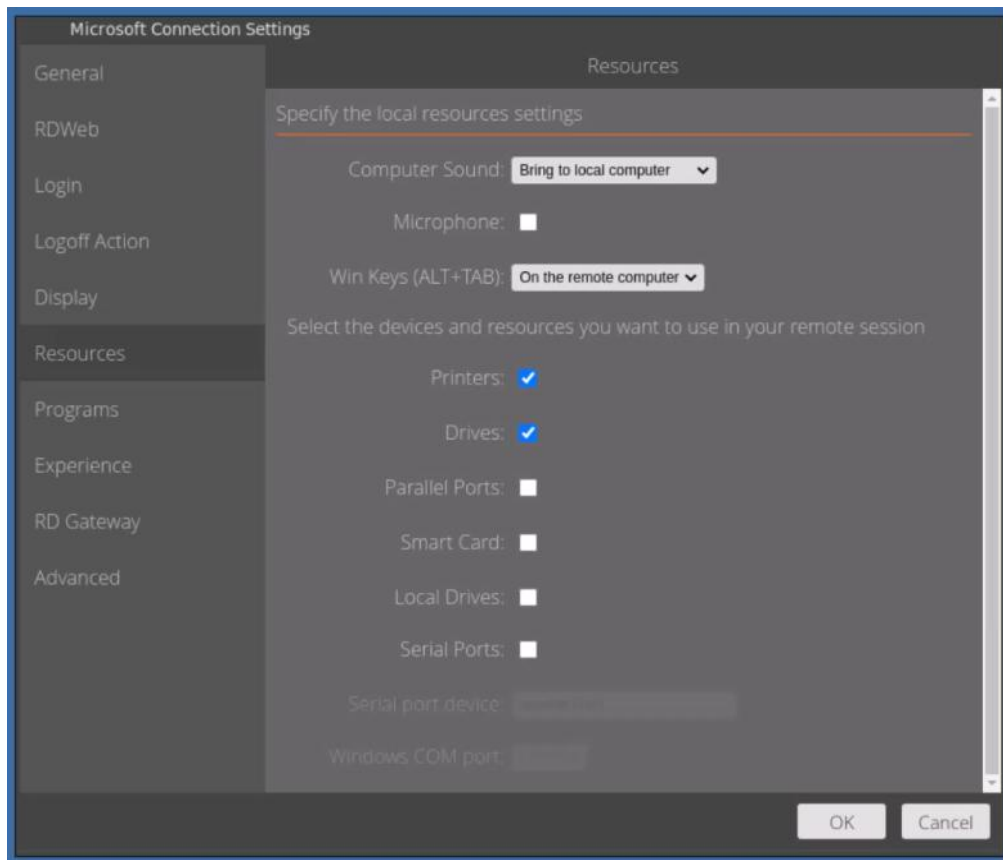 Microsoft Connection Settings
General
RDWeb
Login
Logoff Action
Display
Resources
Programs
Experience
RD Gateway
Advanced
Resources
Specify the local resources settings
Computer Sound: Bring to local computer
Microphone:
Win Keys (ALT+TAB): On the remote computer
Select the devices and resources you want to use in your remote session
Printers:
Drives:
Parallel Ports:
Smart Card:
Local Drives:
Serial Ports:
Serial port device:
Windows COM port:
OK Cancel